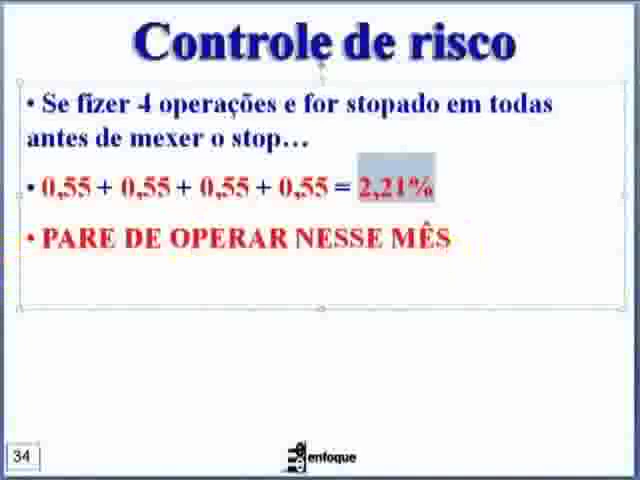 Controle de risco
• Se fizer 4 operações e for stopado em todas
antes de mexer o stop…
• 0,55 + 0,55 + 0,55 + 0,55 = 2,21%
• PARE DE OPERAR NESSE MÊS
34
enfoque